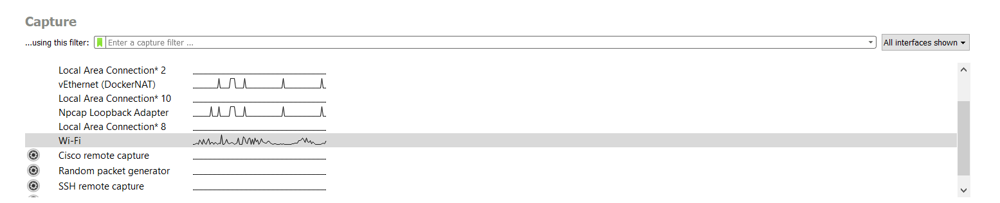 Capture
...using this filter: Enter a capture filter ... All interfaces shown
Local Area Connection* 2
vEthernet (DockerNAT)
Local Area Connection* 10
Npcap Loopback Adapter
Local Area Connection* 8
Wi-Fi
Cisco remote capture
Random packet generator
SSH remote capture